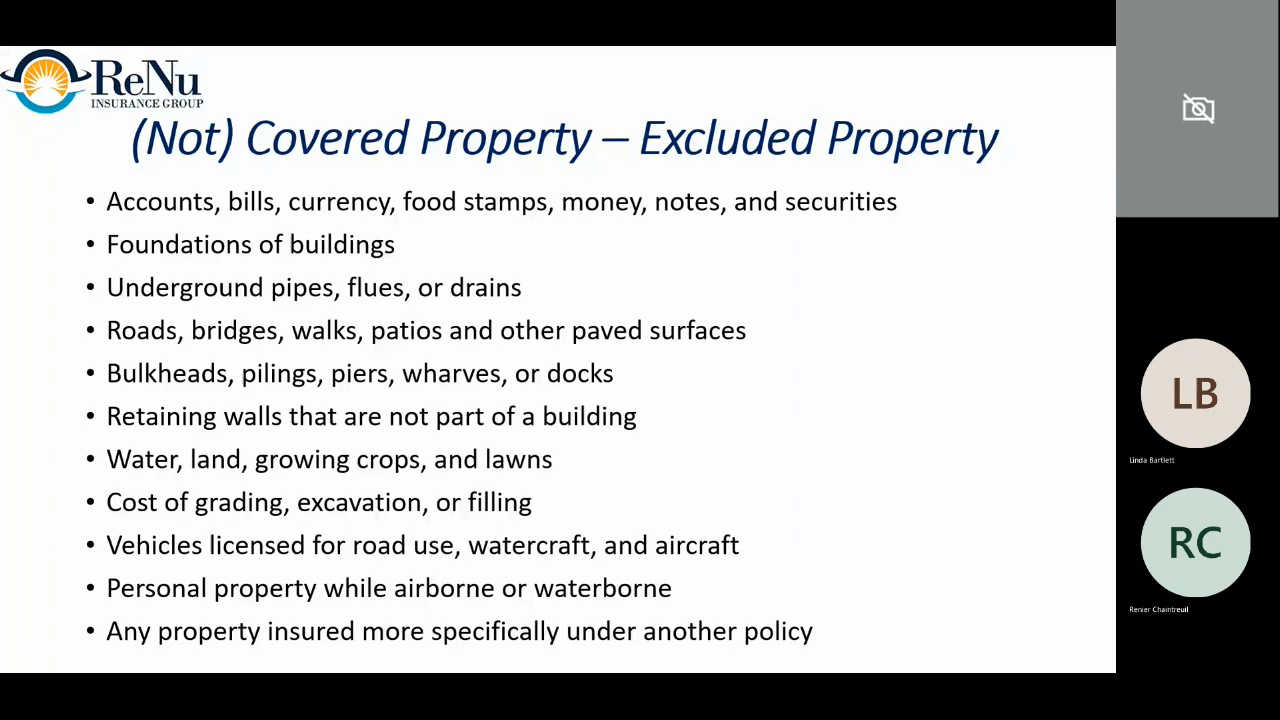 ReNu
INSURANCE GROUP
(Not) Covered Property – Excluded Property
• Accounts, bills, currency, food stamps, money, notes, and securities
• Foundations of buildings
• Underground pipes, flues, or drains
• Roads, bridges, walks, patios and other paved surfaces
• Bulkheads, pilings, piers, wharves, or docks
• Retaining walls that are not part of a building
• Water, land, growing crops, and lawns
• Cost of grading, excavation, or filling
• Vehicles licensed for road use, watercraft, and aircraft
• Personal property while airborne or waterborne
• Any property insured more specifically under another policy
LB
Linda Bartlett
RC
Renier Chaintreuil